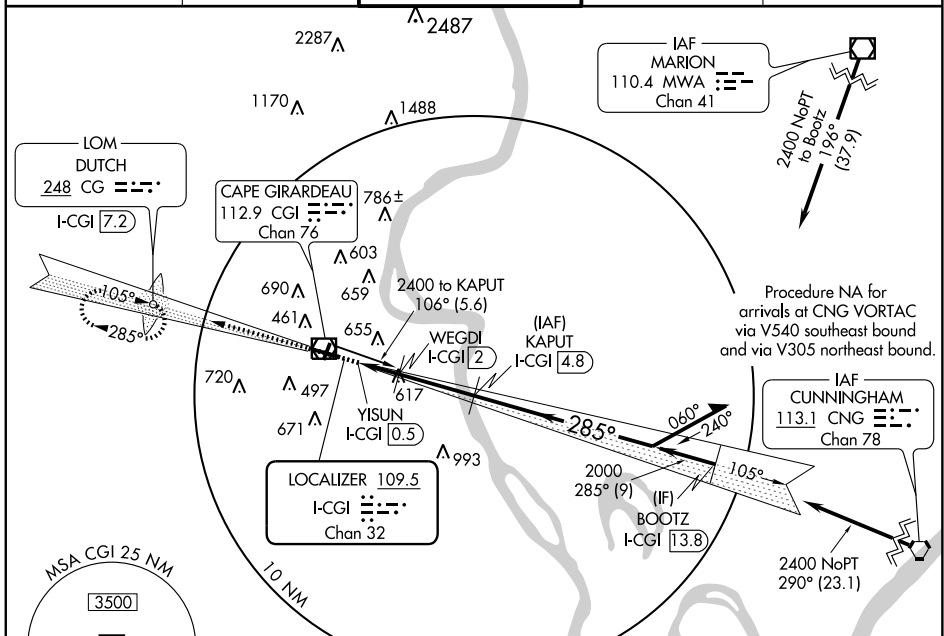 2487
2287
IAF
MARION
110.4 MWA
Chan 41
1170
1488
2400 NoPT
to Bootz
196°
(37.9)
LOM
DUTCH
248 CG
I-CGI 7.2
CAPE GIRARDEAU
112.9 CGI
Chan 76
786±
603
659
690
461
655
2400 to KAPUT
106° (5.6)
WEGDI
I-CGI 2
(IAF)
KAPUT
I-CGI 4.8
Procedure NA for
arrivals at CNG VORTAC
via V540 southeast bound
and via V305 northeast bound.
105°
285°
720
497
671
617
YISUN
I-CGI 0.5
993
285°
060°
240°
IAF
CUNNINGHAM
113.1 CNG
Chan 78
LOCALIZER 109.5
I-CGI
Chan 32
2000
285° (9)
(IF)
BOOTZ
I-CGI 13.8
105°
2400 NoPT
290° (23.1)
MSA CGI 25 NM
3500
10 NM